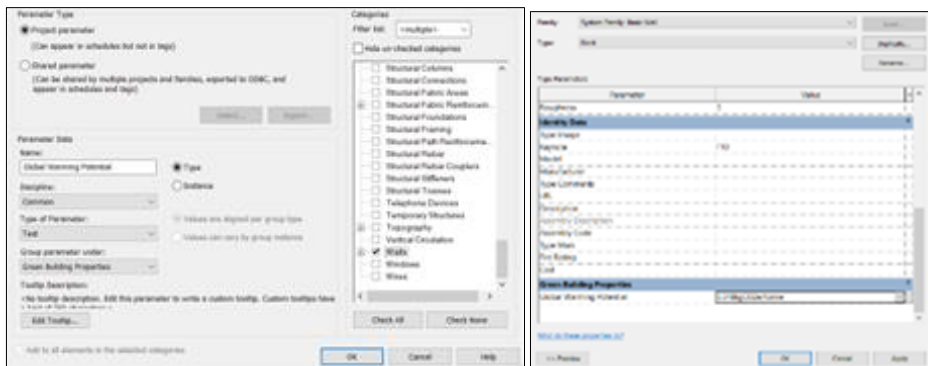 Parameter Type
Project parameter
(Can appear in schedules but not in tags)
Shared parameter
(Can be shared by multiple projects and families, exported to ODBC, and
appear in schedules and tags)
Select...
Export...
Parameter Data
Name:
Global Warming Potential
Discipline:
Common
Type of Parameter:
Text
Group parameter under:
Green Building Properties
Type
Instance
Values are aligned per group type
Values can vary by group instance
Tooltip Description:
<No tooltip description. Edit this parameter to write a custom tooltip. Custom tooltips have
Edit Tooltip...
Add to all elements in the selected categories
Categories
Filter list:
<multiple>
Hide un-checked categories
Structural Columns
Structural Connections
Structural Fabric Areas
Structural Fabric Reinforcem...
Structural Foundations
Structural Framing
Structural Path Reinforceme...
Structural Rebar
Structural Rebar Couplers
Structural Stiffeners
Structural Trusses
Telephone Devices
Temporary Structures
Topography
Vertical Circulation
Walls
Windows
Wires
Check All
Check None
OK
Cancel
Help
Family:
System Family: Basic Wall
Type:
Duplicate...
Rename...
Type Parameters
Parameter
Value
Roughness
Identity Data
Type Image
Keynote
Model
Manufacturer
Type Comments
URL
Description
Assembly Description
Assembly Code
Type Mark
Fire Rating
Cost
Green Building Properties
Global Warming Potential
What do these properties do?
<< Preview
OK
Cancel
Apply